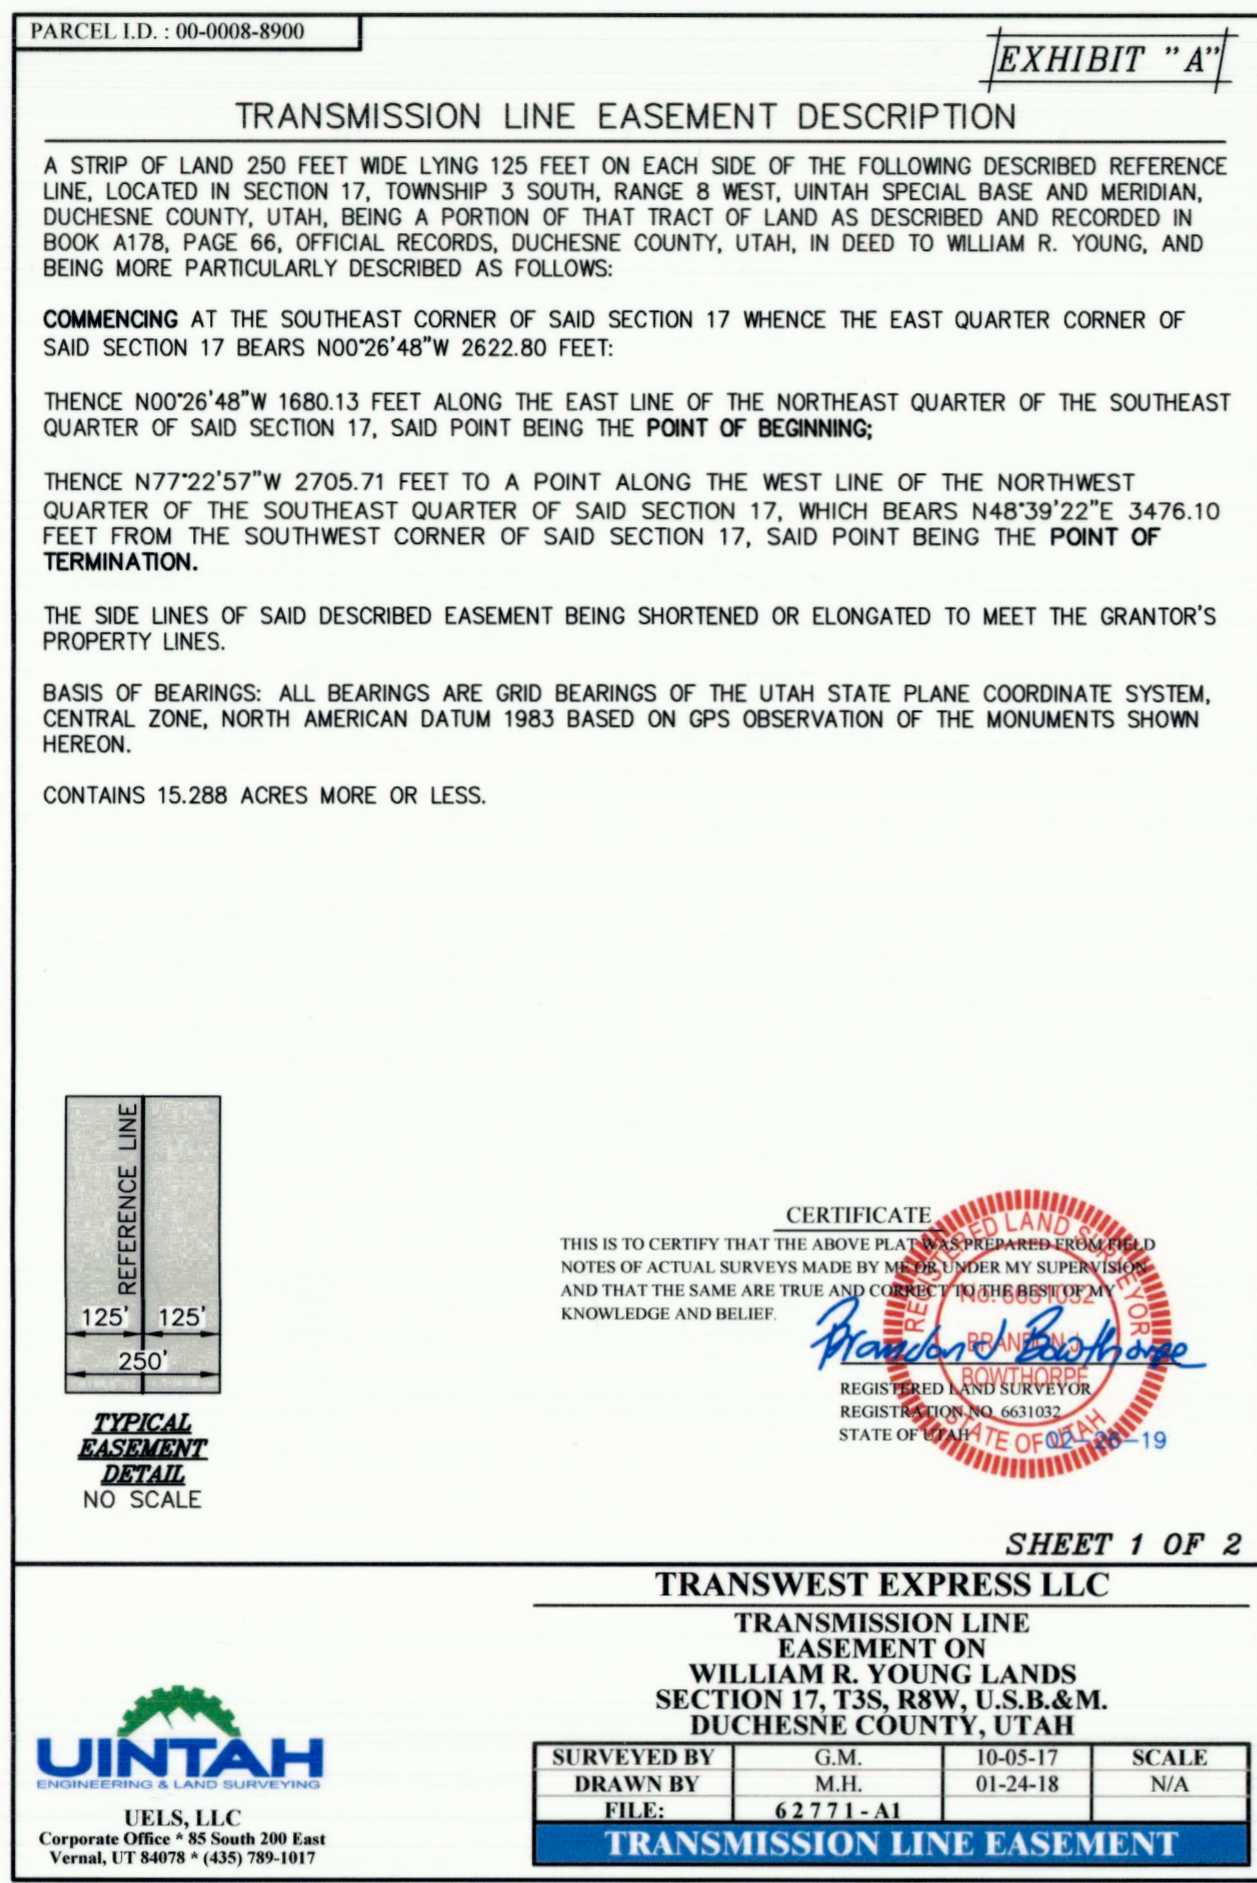 PARCEL I.D. : 00-0008-8900
EXHIBIT "A"
TRANSMISSION LINE EASEMENT DESCRIPTION
A STRIP OF LAND 250 FEET WIDE LYING 125 FEET ON EACH SIDE OF THE FOLLOWING DESCRIBED REFERENCE
LINE, LOCATED IN SECTION 17, TOWNSHIP 3 SOUTH, RANGE 8 WEST, UINTAH SPECIAL BASE AND MERIDIAN,
DUCHESNE COUNTY, UTAH, BEING A PORTION OF THAT TRACT OF LAND AS DESCRIBED AND RECORDED IN
BOOK A178, PAGE 66, OFFICIAL RECORDS, DUCHESNE COUNTY, UTAH, IN DEED TO WILLIAM R. YOUNG, AND
BEING MORE PARTICULARLY DESCRIBED AS FOLLOWS:
COMMENCING AT THE SOUTHEAST CORNER OF SAID SECTION 17 WHENCE THE EAST QUARTER CORNER OF
SAID SECTION 17 BEARS N00°26'48"W 2622.80 FEET:
THENCE N00°26'48"W 1680.13 FEET ALONG THE EAST LINE OF THE NORTHEAST QUARTER OF THE SOUTHEAST
QUARTER OF SAID SECTION 17, SAID POINT BEING THE POINT OF BEGINNING;
THENCE N77°22'57"W 2705.71 FEET TO A POINT ALONG THE WEST LINE OF THE NORTHWEST
QUARTER OF THE SOUTHEAST QUARTER OF SAID SECTION 17, WHICH BEARS N48°39'22"E 3476.10
FEET FROM THE SOUTHWEST CORNER OF SAID SECTION 17, SAID POINT BEING THE POINT OF
TERMINATION.
THE SIDE LINES OF SAID DESCRIBED EASEMENT BEING SHORTENED OR ELONGATED TO MEET THE GRANTOR'S
PROPERTY LINES.
BASIS OF BEARINGS: ALL BEARINGS ARE GRID BEARINGS OF THE UTAH STATE PLANE COORDINATE SYSTEM,
CENTRAL ZONE, NORTH AMERICAN DATUM 1983 BASED ON GPS OBSERVATION OF THE MONUMENTS SHOWN
HEREON.
CONTAINS 15.288 ACRES MORE OR LESS.
REFERENCE LINE
125' 125'
250'
TYPICAL
EASEMENT
DETAIL
NO SCALE
CERTIFICATE
THIS IS TO CERTIFY THAT THE ABOVE PLAT WAS PREPARED FROM FIELD
NOTES OF ACTUAL SURVEYS MADE BY ME OR UNDER MY SUPERVISION
AND THAT THE SAME ARE TRUE AND CORRECT TO THE BEST OF MY
KNOWLEDGE AND BELIEF.
Brandon J Bowthorpe
REGISTERED LAND SURVEYOR
REGISTRATION NO. 6631032
STATE OF UTAH
REGISTERED LAND SURVEYOR
No. 6631032
BRANDON J.
BOWTHORPE
STATE OF UTAH
02-26-19
SHEET 1 OF 2
TRANSWEST EXPRESS LLC
TRANSMISSION LINE
EASEMENT ON
WILLIAM R. YOUNG LANDS
SECTION 17, T3S, R8W, U.S.B.&M.
DUCHESNE COUNTY, UTAH
SURVEYED BY G.M. 10-05-17 SCALE
DRAWN BY M.H. 01-24-18 N/A
FILE: 62771-A1
TRANSMISSION LINE EASEMENT
UINTAH
ENGINEERING & LAND SURVEYING
UELS, LLC
Corporate Office * 85 South 200 East
Vernal, UT 84078 * (435) 789-1017